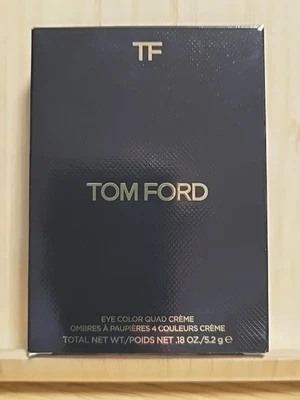 TF
TOM FORD
EYE COLOR QUAD CRÈME
OMBRES À PAUPIÈRES 4 COULEURS CRÈME
TOTAL NET WT./POIDS NET .18 OZ./5.2 g ℮